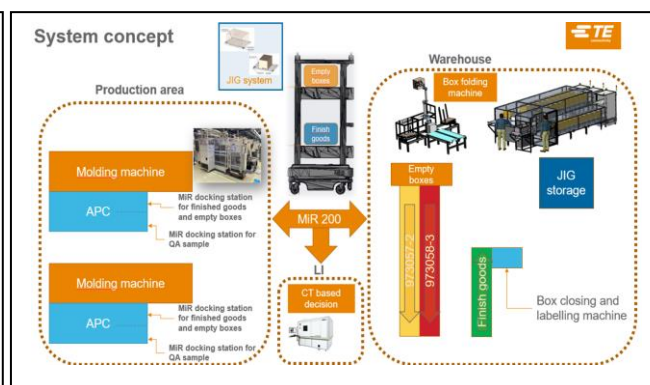 System concept
TE
JIG system
Production area
Molding machine
APC
MiR docking station
for finished goods
and empty boxes
MiR docking station for
QA sample
Molding machine
APC
MiR docking station
for finished goods
and empty boxes
MiR docking station for
QA sample
Empty
boxes
Finish
goods
MiR 200
LI
CT based
decision
Warehouse
Box folding
machine
Empty
boxes
973057-2
973058-3
JIG
storage
Finish goods
Box closing and
labelling machine